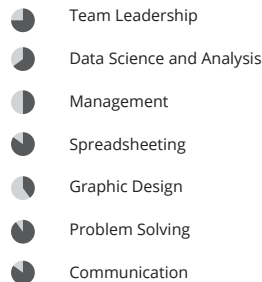 Team Leadership
Data Science and Analysis
Management
Spreadsheeting
Graphic Design
Problem Solving
Communication